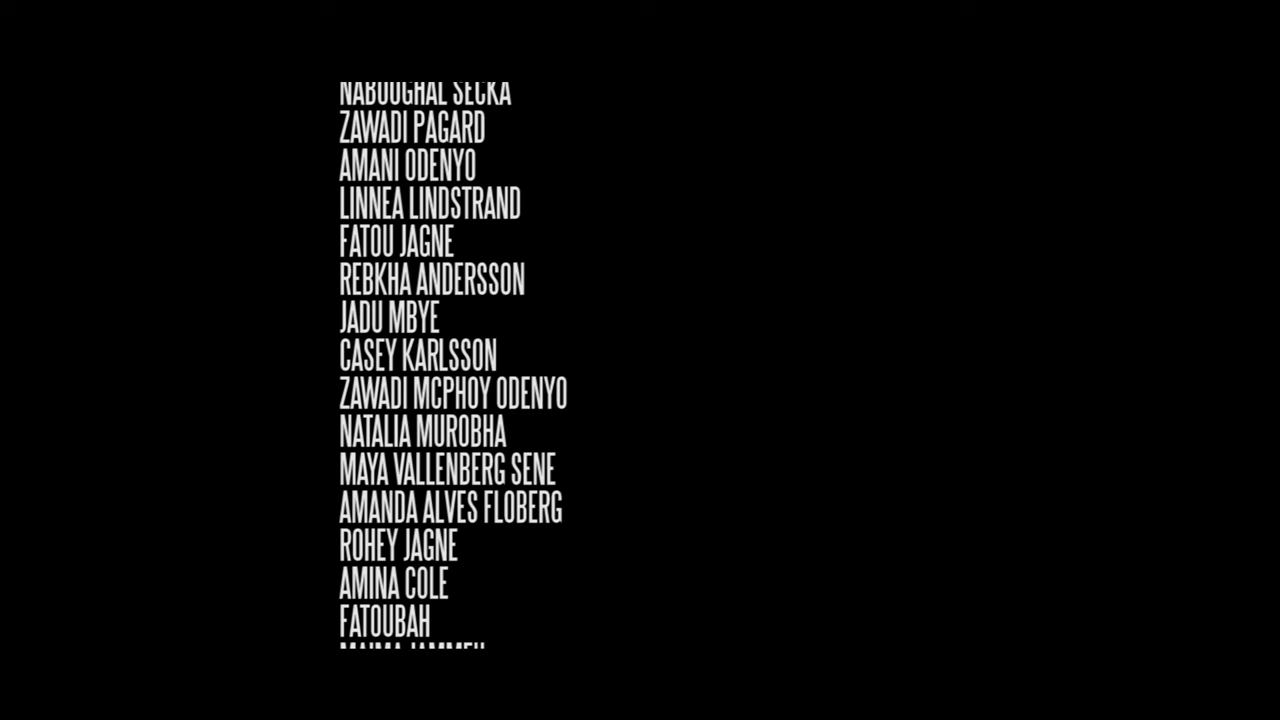 NABOUGHAL SECKA
ZAWADI PAGARD
AMANI ODENYO
LINNEA LINDSTRAND
FATOU JAGNE
REBKHA ANDERSSON
JADU MBYE
CASEY KARLSSON
ZAWADI MCPHOY ODENYO
NATALIA MUROBHA
MAYA VALLENBERG SENE
AMANDA ALVES FLOBERG
ROHEY JAGNE
AMINA COLE
FATOUBAH